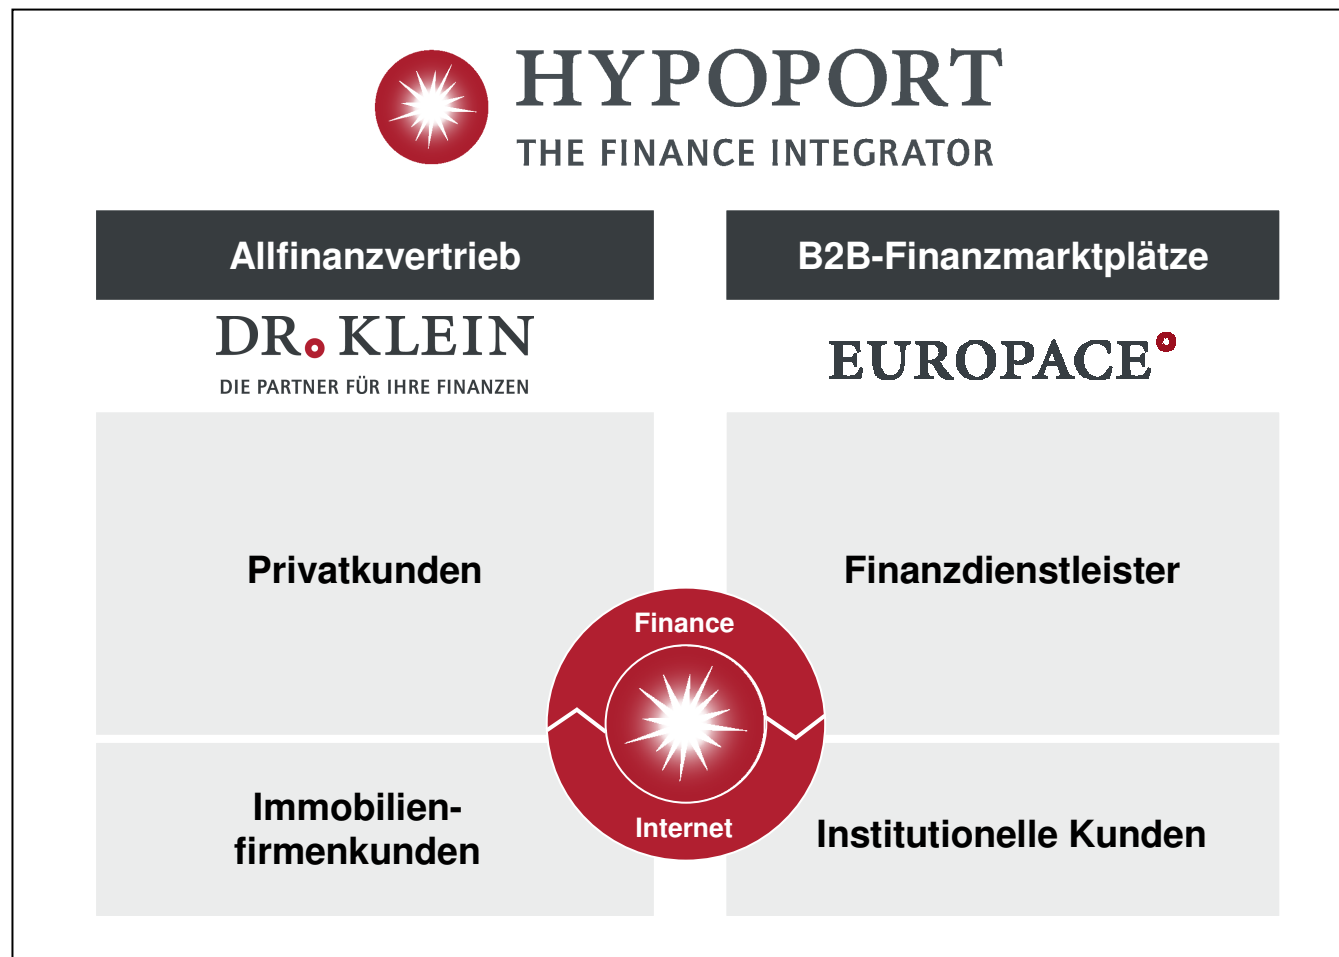 HYPOPORT
THE FINANCE INTEGRATOR
Allfinanzvertrieb
DR. KLEIN
DIE PARTNER FÜR IHRE FINANZEN
Privatkunden
Immobilien-
firmenkunden
B2B-Finanzmarktplätze
EUROPACE
Finanzdienstleister
Institutionelle Kunden
Finance
Internet